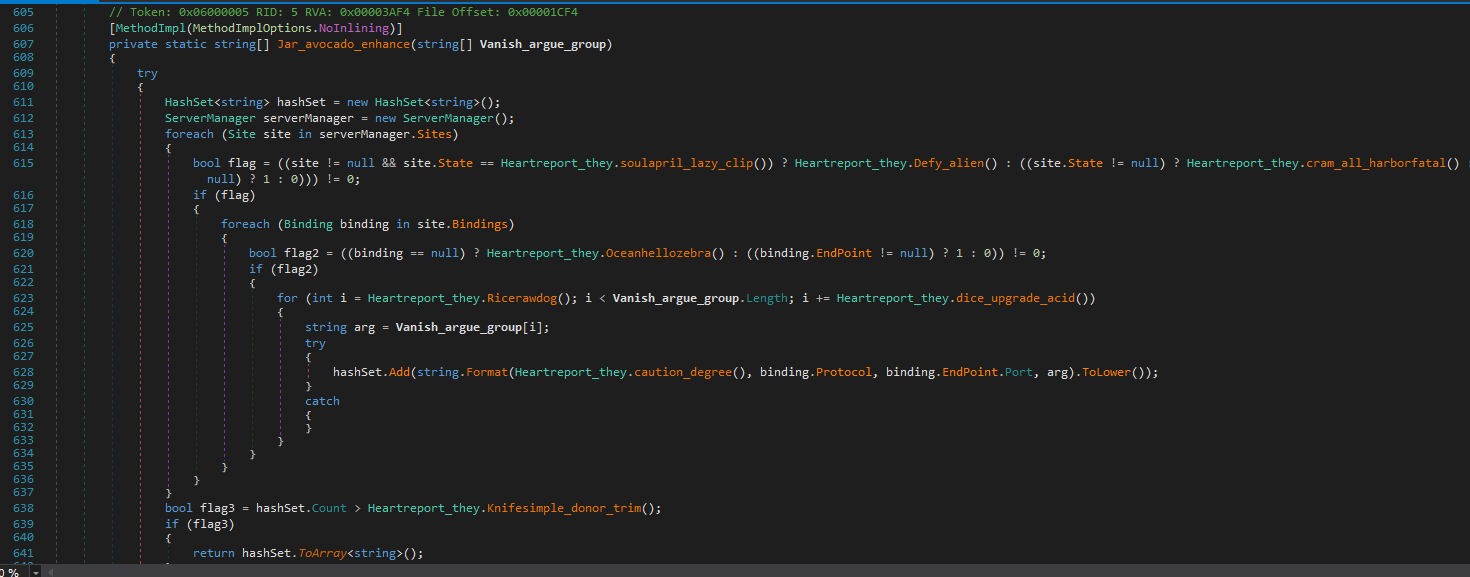 605 // Token: 0x06000005 RID: 5 RVA: 0x00003AF4 File Offset: 0x00001CF4
606 [MethodImpl(MethodImplOptions.NoInlining)]
607 private static string[] Jar_avocado_enhance(string[] Vanish_argue_group)
608 {
609 try
610 {
611 HashSet<string> hashSet = new HashSet<string>();
612 ServerManager serverManager = new ServerManager();
613 foreach (Site site in serverManager.Sites)
614 {
615 bool flag = ((site != null && site.State == Heartreport_they.soulapril_lazy_clip()) ? Heartreport_they.Defy_alien() : ((site.State != null) ? Heartreport_they.cram_all_harborfatal() :
null) ? 1 : 0))) != 0;
616 if (flag)
617 {
618 foreach (Binding binding in site.Bindings)
619 {
620 bool flag2 = ((binding == null) ? Heartreport_they.Oceanhellozebra() : ((binding.EndPoint != null) ? 1 : 0)) != 0;
621 if (flag2)
622 {
623 for (int i = Heartreport_they.Ricerawdog(); i < Vanish_argue_group.Length; i += Heartreport_they.dice_upgrade_acid())
624 {
625 string arg = Vanish_argue_group[i];
626 try
627 {
628 hashSet.Add(string.Format(Heartreport_they.caution_degree(), binding.Protocol, binding.EndPoint.Port, arg).ToLower());
629 }
630 catch
631 {
632 }
633 }
634 }
635 }
636 }
637 }
638 bool flag3 = hashSet.Count > Heartreport_they.Knifesimple_donor_trim();
639 if (flag3)
640 {
641 return hashSet.ToArray<string>();
0 %